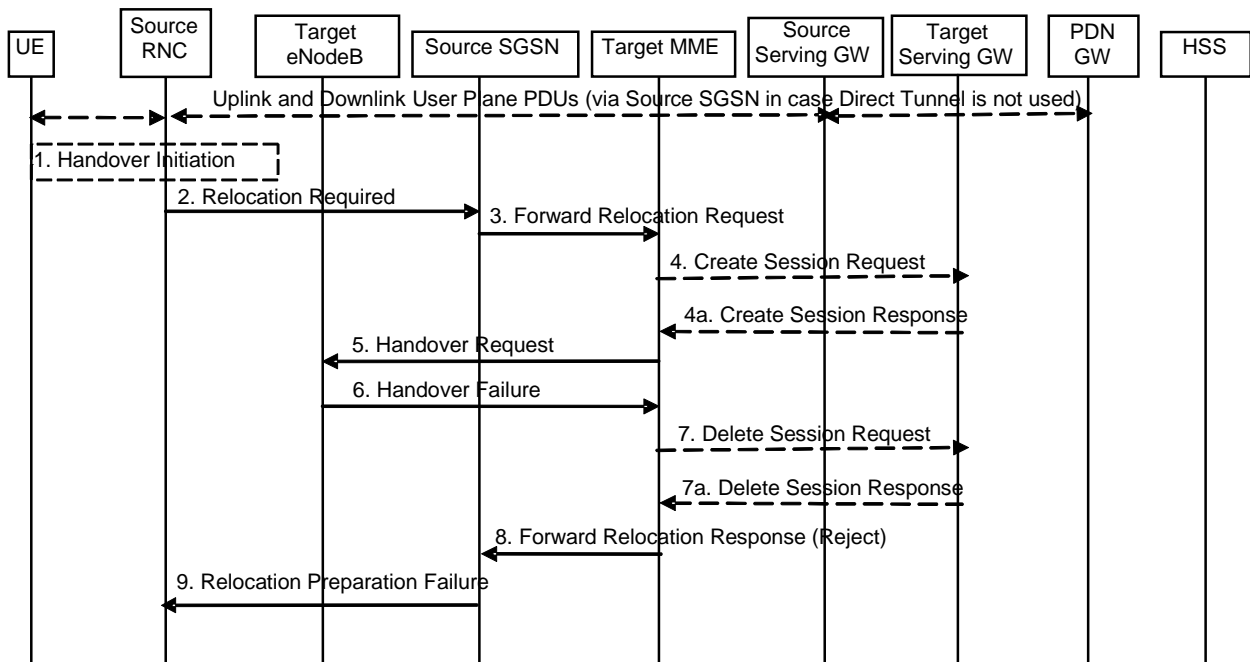 UE
Source
RNC
Target
eNodeB
Source SGSN
Target MME
Source
Serving GW
Target
Serving GW
PDN
GW
HSS
Uplink and Downlink User Plane PDUs (via Source SGSN in case Direct Tunnel is not used)
1. Handover Initiation
2. Relocation Required
3. Forward Relocation Request
4. Create Session Request
4a. Create Session Response
5. Handover Request
6. Handover Failure
7. Delete Session Request
7a. Delete Session Response
8. Forward Relocation Response (Reject)
9. Relocation Preparation Failure